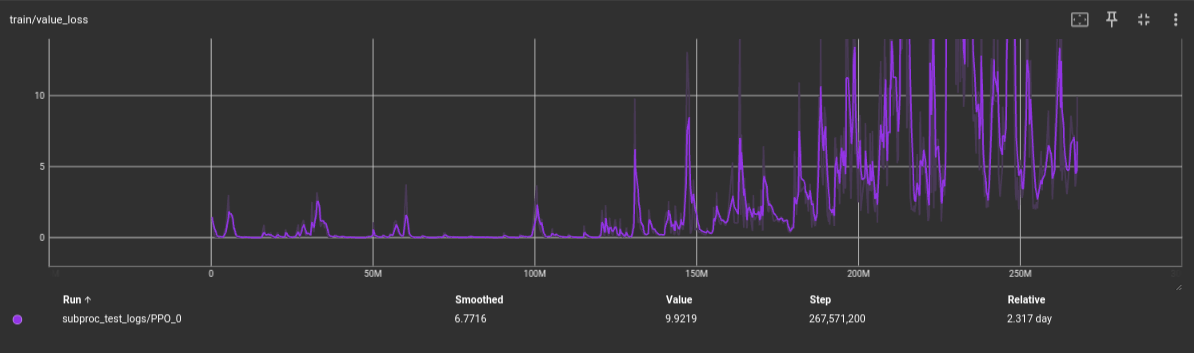 train/value_loss
10
5
0
0 50M 100M 150M 200M 250M
Run ↑ Smoothed Value Step Relative
subproc_test_logs/PPO_0 6.7716 9.9219 267,571,200 2.317 day